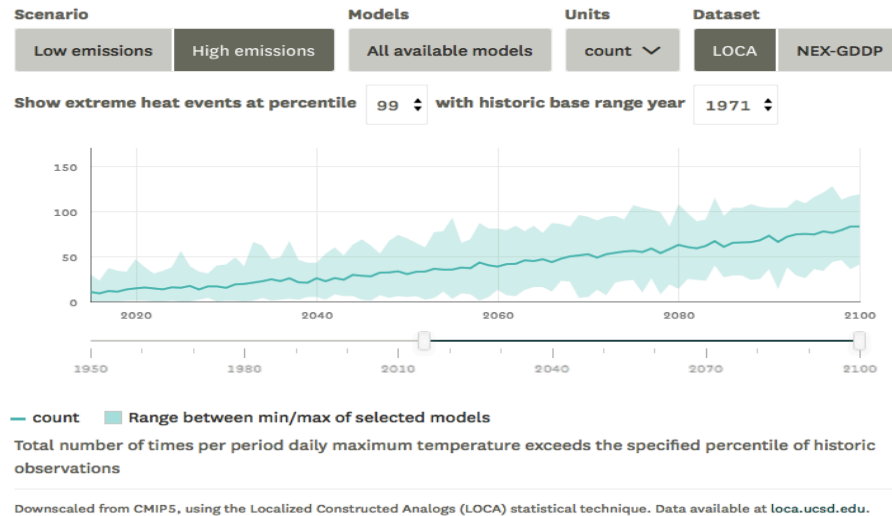 Scenario Models Units Dataset
Low emissions High emissions All available models count LOCA NEX-GDDP
Show extreme heat events at percentile 99 with historic base range year 1971
150
100
50
0
2020 2040 2060 2080 2100
1950 1980 2010 2040 2070 2100
count Range between min/max of selected models
Total number of times per period daily maximum temperature exceeds the specified percentile of historic
observations
Downscaled from CMIP5, using the Localized Constructed Analogs (LOCA) statistical technique. Data available at loca.ucsd.edu.